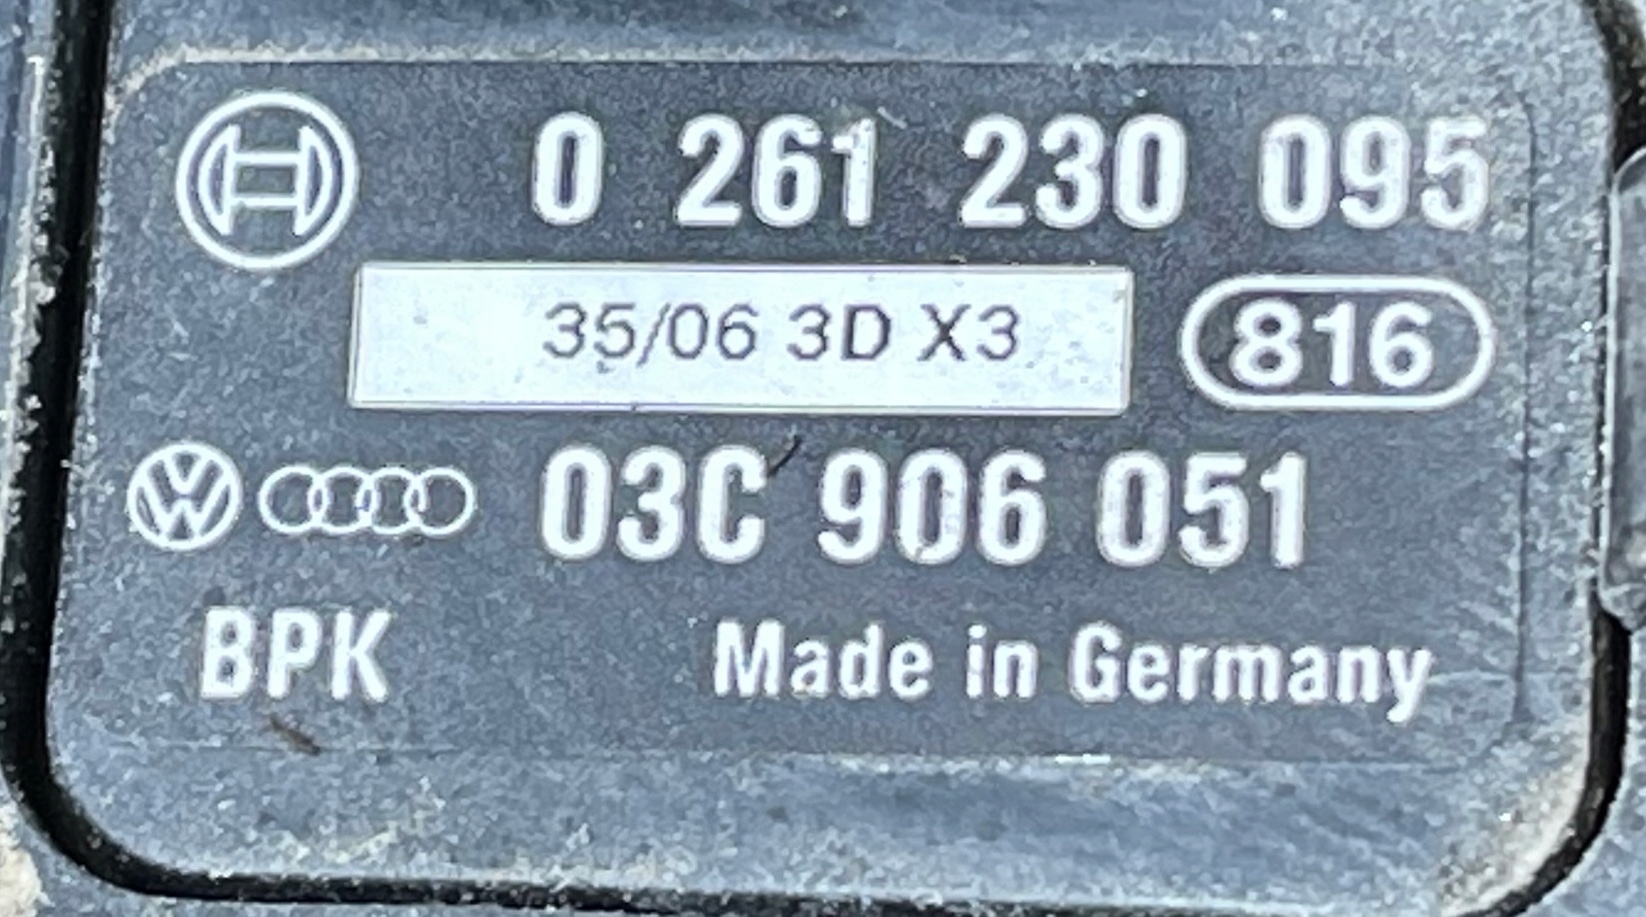 0 261 230 095
35/06 3D X3 816
03C 906 051
BPK Made in Germany